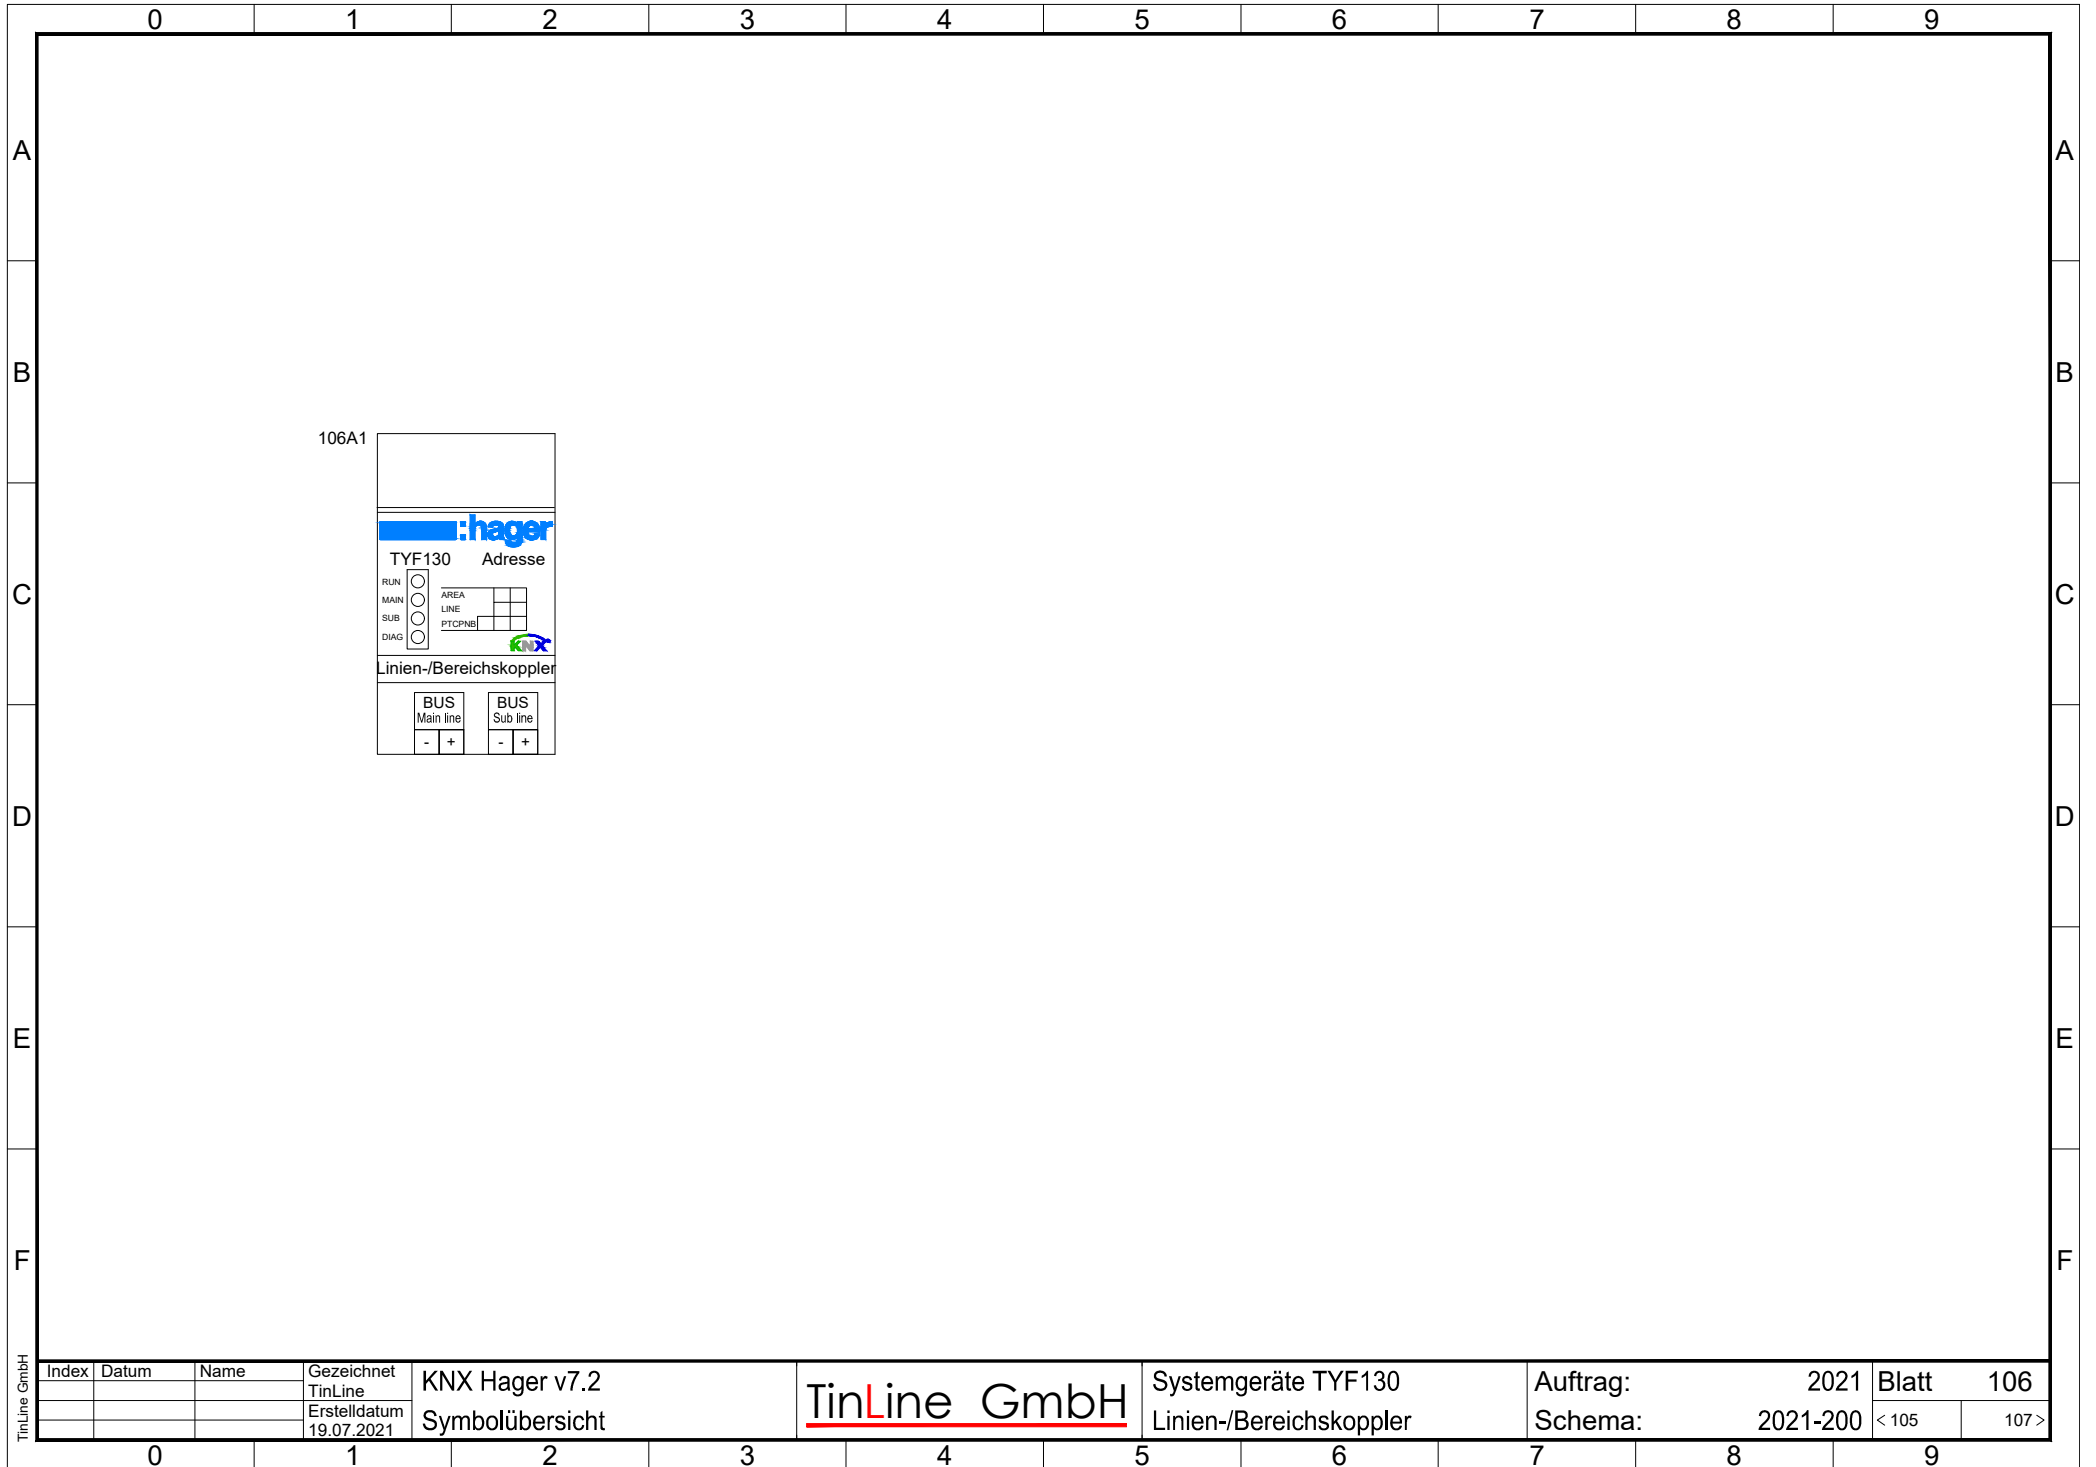 0 1 2 3 4 5 6 7 8 9
A A
B B
106A1
:hager
TYF130 Adresse
RUN
MAIN
SUB
DIAG
AREA
LINE
PTCPNB
KNX
C C
Linien-/Bereichskoppler
BUS
Main line
- +
BUS
Sub line
- +
D D
E E
F F
TinLine GmbH
Index Datum Name
Gezeichnet
TinLine
Erstelldatum
19.07.2021
KNX Hager v7.2
Symbolübersicht
TinLine GmbH
Systemgeräte TYF130
Linien-/Bereichskoppler
Auftrag: 2021
Schema: 2021-200
Blatt 106
< 105 107 >
0 1 2 3 4 5 6 7 8 9